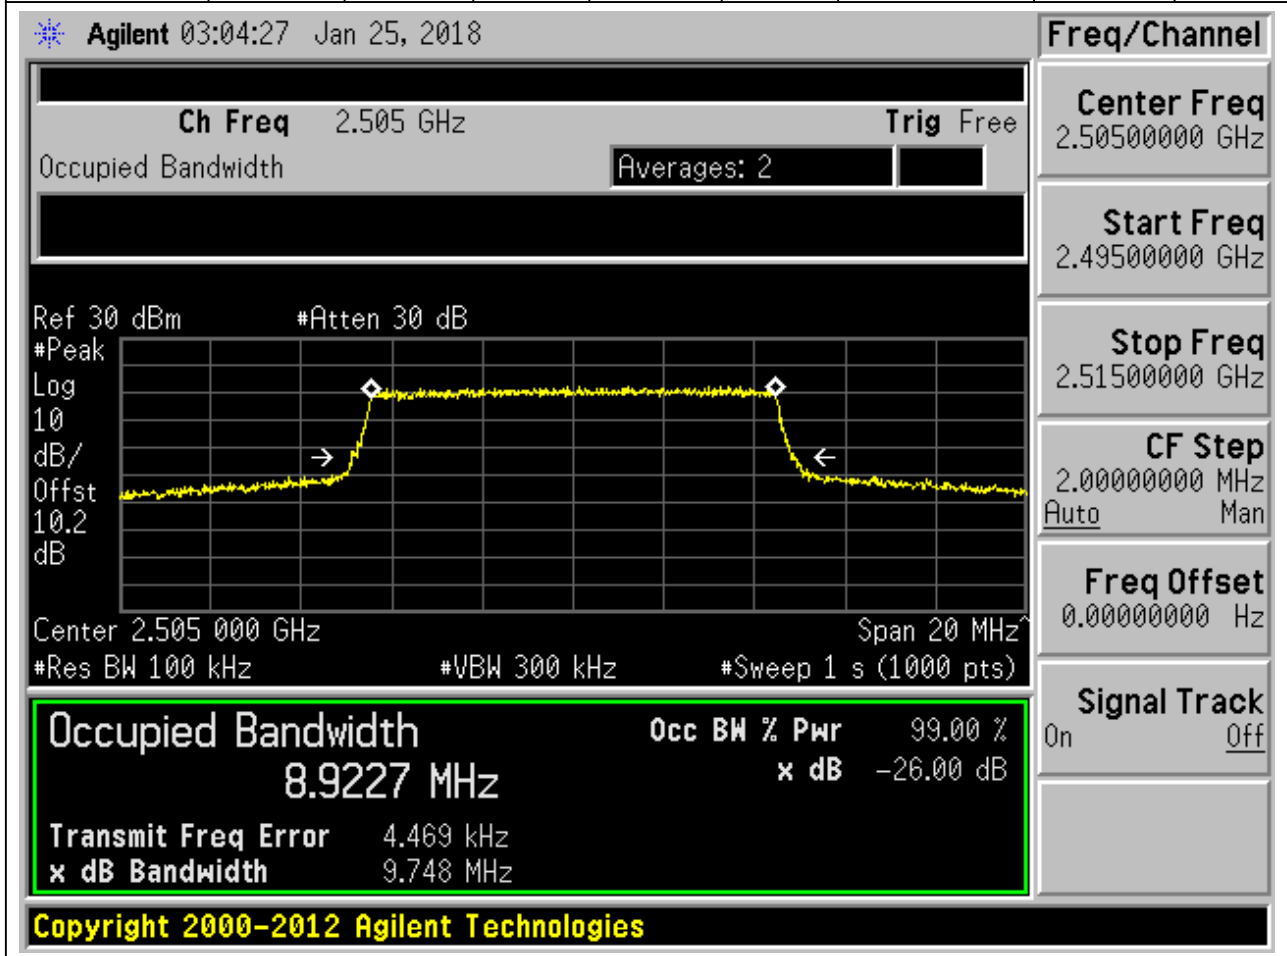 Agilent 03:04:27 Jan 25, 2018
Freq/Channel
Ch Freq 2.505 GHz Trig Free
Occupied Bandwidth Averages: 2
Center Freq
2.50500000 GHz
Start Freq
2.49500000 GHz
Stop Freq
2.51500000 GHz
CF Step
2.00000000 MHz
Auto Man
Freq Offset
0.00000000 Hz
Signal Track
On Off
Ref 30 dBm #Atten 30 dB
#Peak
Log
10
dB/
Offst
10.2
dB
Center 2.505 000 GHz Span 20 MHz^
#Res BW 100 kHz #VBW 300 kHz #Sweep 1 s (1000 pts)
Occupied Bandwidth Occ BW % Pwr 99.00 %
8.9227 MHz x dB -26.00 dB
Transmit Freq Error 4.469 kHz
x dB Bandwidth 9.748 MHz
Copyright 2000-2012 Agilent Technologies